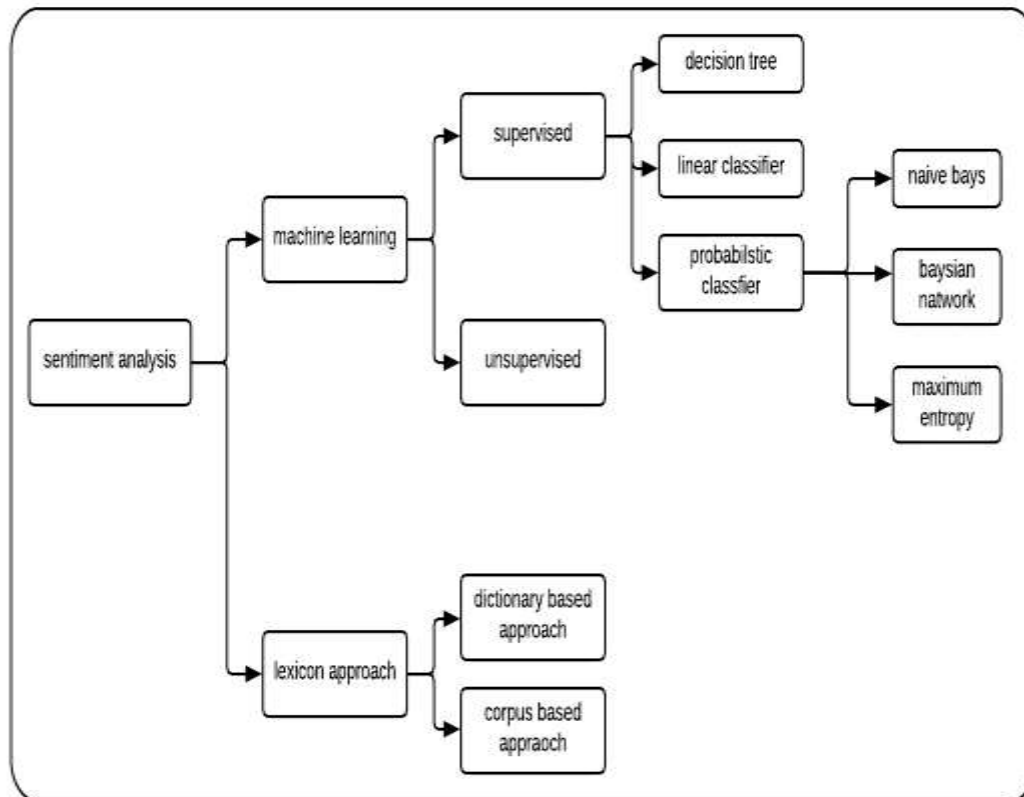 decision tree
supervised
linear classifier
naive bays
machine learning
probabilstic
classfier
baysian
natwork
sentiment analysis
unsupervised
maximum
entropy
dictionary based
approach
lexicon approach
corpus based
appraoch